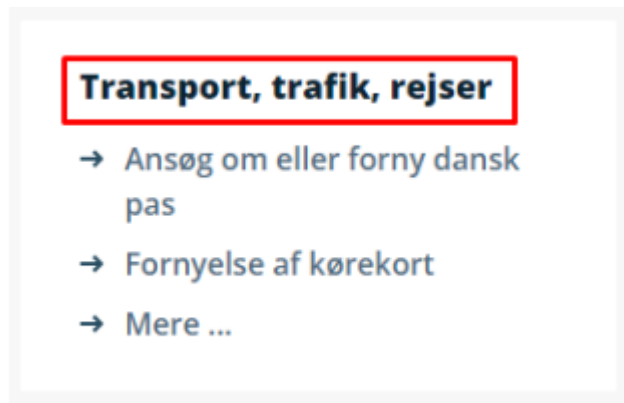 Transport, trafik, rejser
→ Ansøg om eller forny dansk
pas
→ Fornyelse af kørekort
→ Mere ...